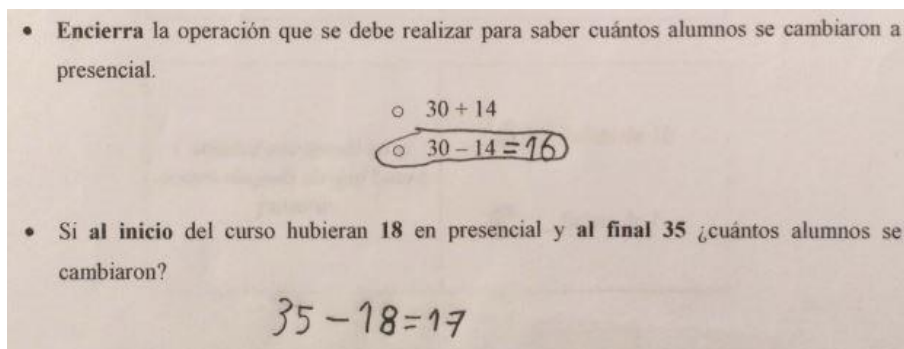 • Encierra la operación que se debe realizar para saber cuántos alumnos se cambiaron a
presencial.
○ 30 + 14
○ 30 – 14 = 16
• Si al inicio del curso hubieran 18 en presencial y al final 35 ¿cuántos alumnos se
cambiaron?
35 – 18 = 17